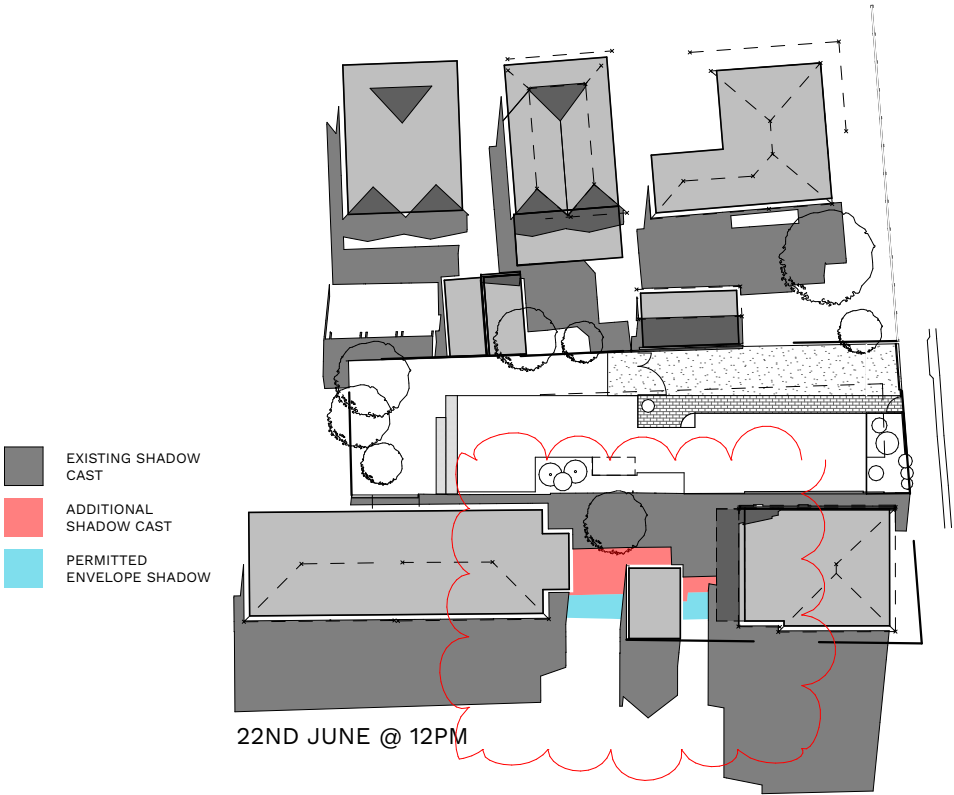 EXISTING SHADOW
CAST
ADDITIONAL
SHADOW CAST
PERMITTED
ENVELOPE SHADOW
22ND JUNE @ 12PM